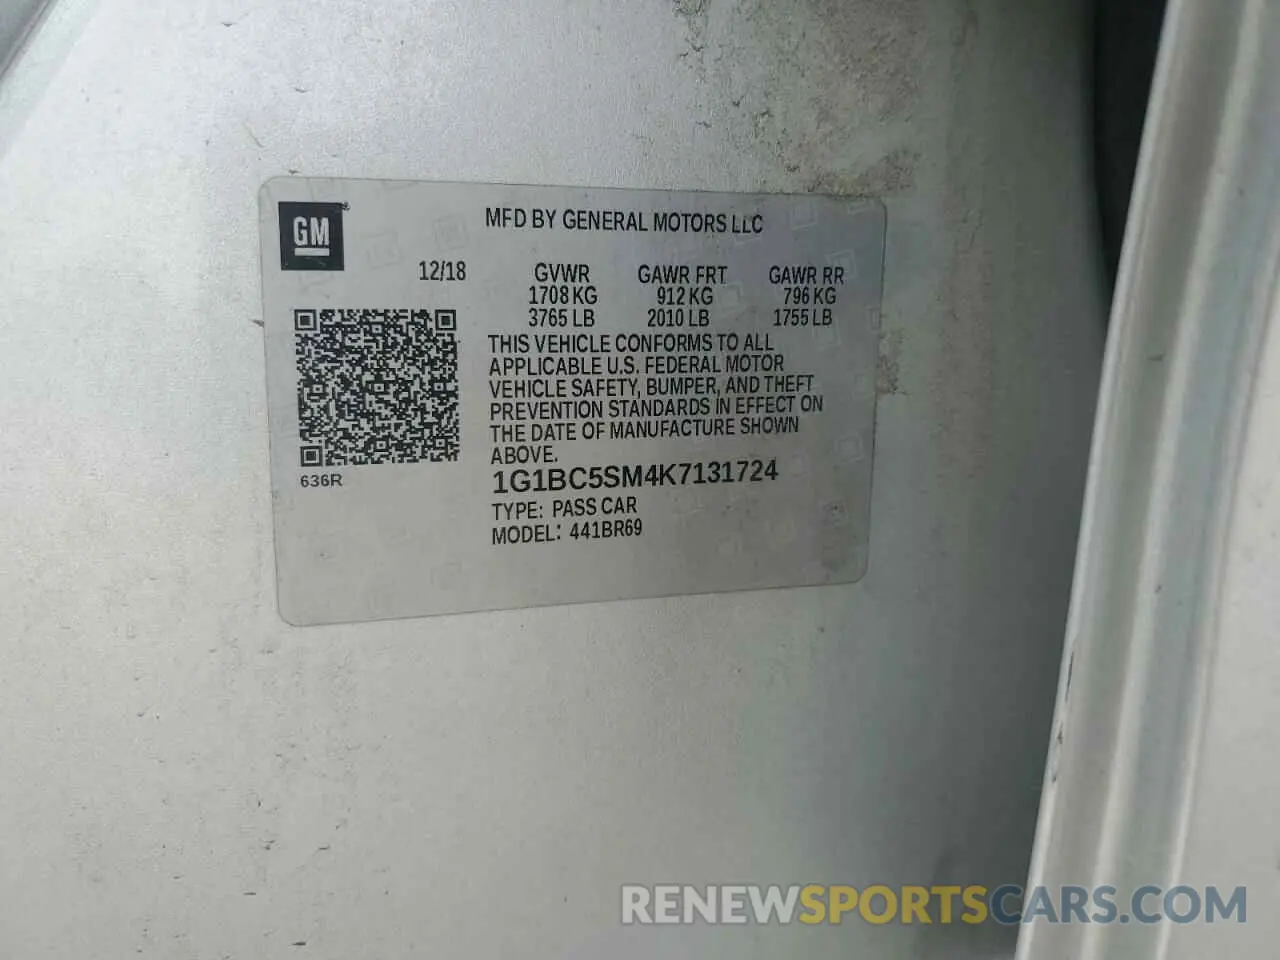 GM
MFD BY GENERAL MOTORS LLC
12/18 GVWR GAWR FRT GAWR RR
1708 KG 912 KG 796 KG
3765 LB 2010 LB 1755 LB
THIS VEHICLE CONFORMS TO ALL
APPLICABLE U.S. FEDERAL MOTOR
VEHICLE SAFETY, BUMPER, AND THEFT
PREVENTION STANDARDS IN EFFECT ON
THE DATE OF MANUFACTURE SHOWN
ABOVE.
636R
1G1BC5SM4K7131724
TYPE: PASS CAR
MODEL: 441BR69
RENEWSPORTSCARS.COM